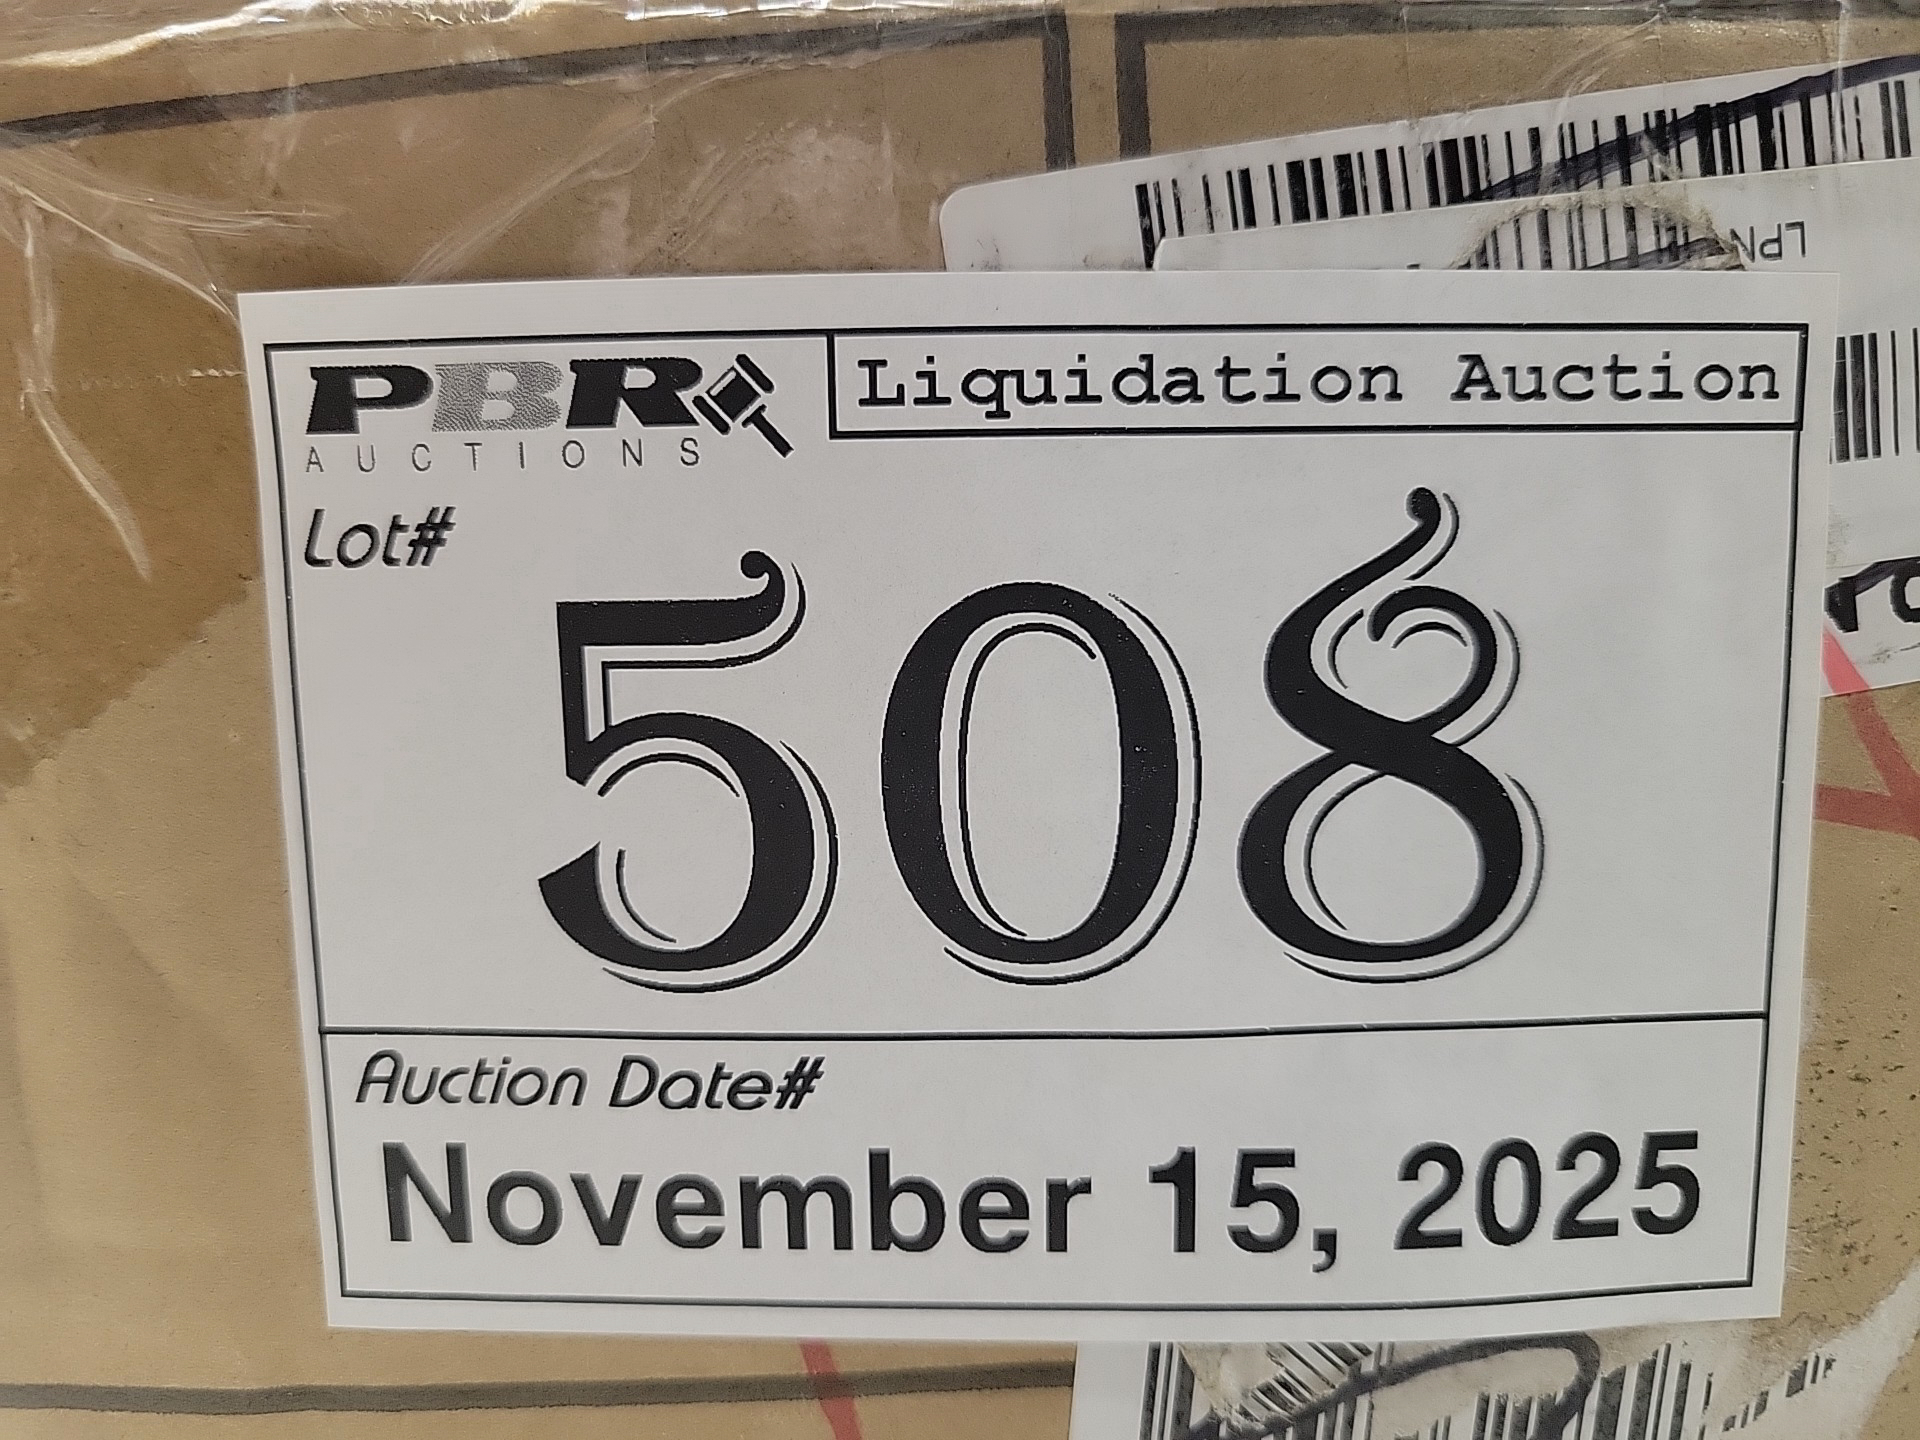 LPN
PBR
AUCTIONS
Liquidation Auction
Lot#
508
Auction Date#
November 15, 2025